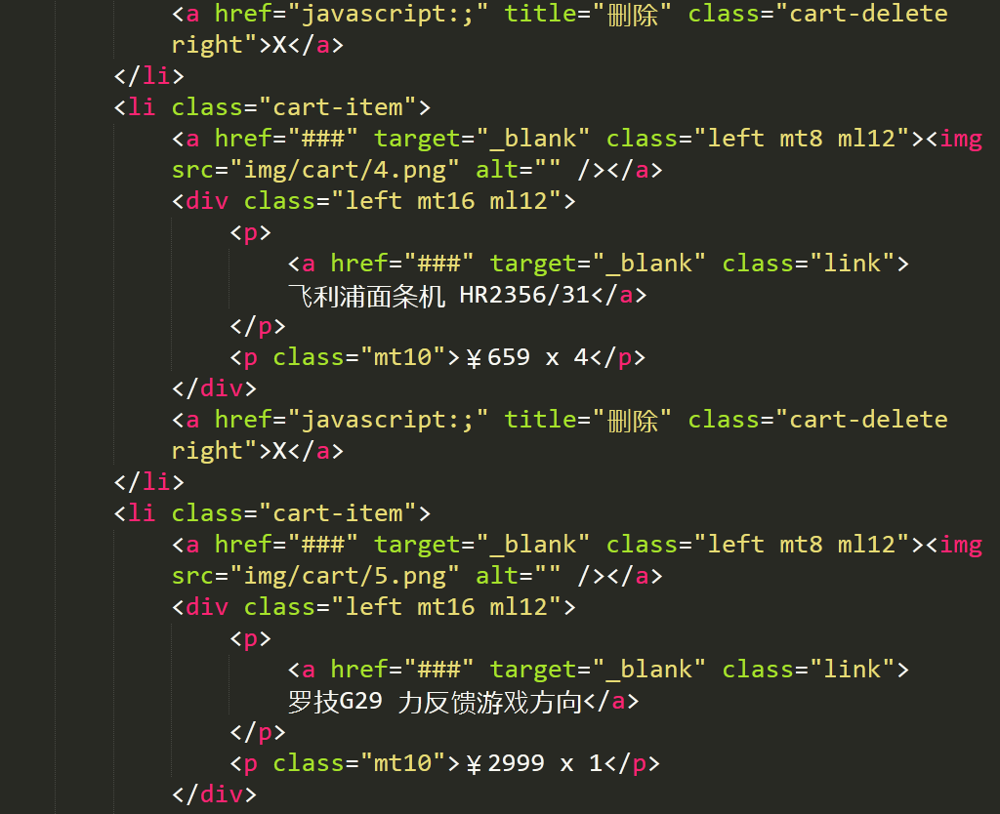 <a href="javascript:;" title="删除" class="cart-delete
right">X</a>
</li>
<li class="cart-item">
<a href="###" target="_blank" class="left mt8 ml12"><img
src="img/cart/4.png" alt="" /></a>
<div class="left mt16 ml12">
<p>
<a href="###" target="_blank" class="link">
飞利浦面条机 HR2356/31</a>
</p>
<p class="mt10">￥659 x 4</p>
</div>
<a href="javascript:;" title="删除" class="cart-delete
right">X</a>
</li>
<li class="cart-item">
<a href="###" target="_blank" class="left mt8 ml12"><img
src="img/cart/5.png" alt="" /></a>
<div class="left mt16 ml12">
<p>
<a href="###" target="_blank" class="link">
罗技G29 力反馈游戏方向</a>
</p>
<p class="mt10">￥2999 x 1</p>
</div>